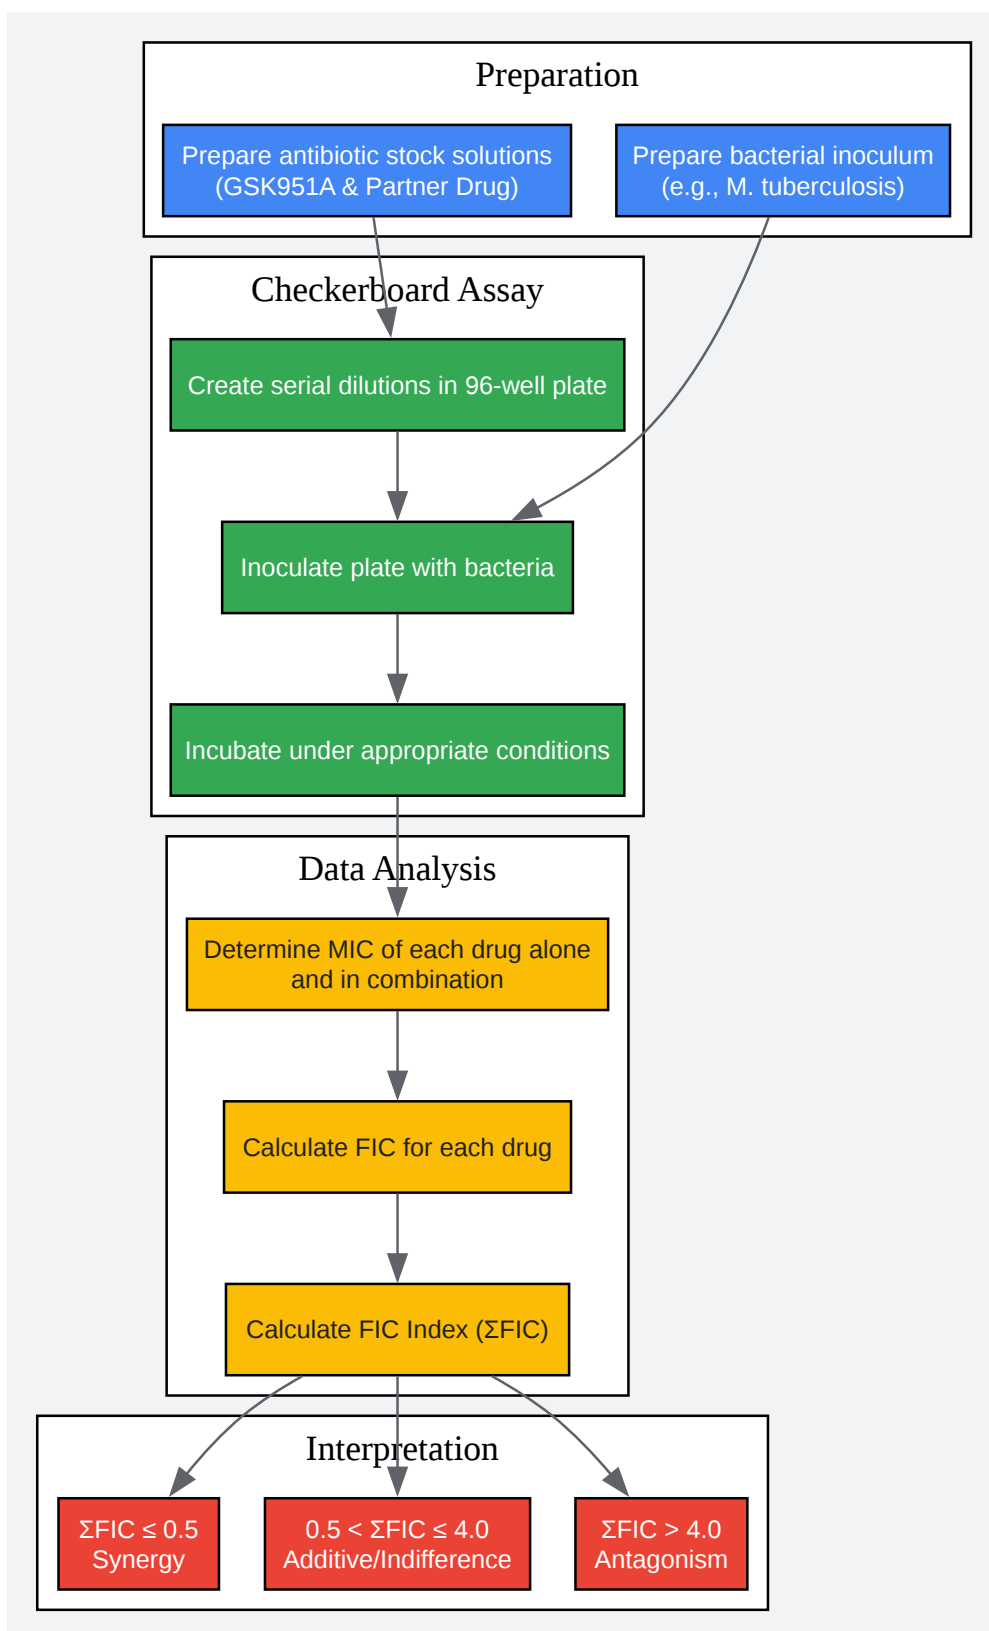 Preparation
Prepare antibiotic stock solutions
(GSK951A & Partner Drug)
Prepare bacterial inoculum
(e.g., M. tuberculosis)
Checkerboard Assay
Create serial dilutions in 96-well plate
Inoculate plate with bacteria
Incubate under appropriate conditions
Data Analysis
Determine MIC of each drug alone
and in combination
Calculate FIC for each drug
Calculate FIC Index (ΣFIC)
Interpretation
ΣFIC ≤ 0.5
Synergy
0.5 < ΣFIC ≤ 4.0
Additive/Indifference
ΣFIC > 4.0
Antagonism